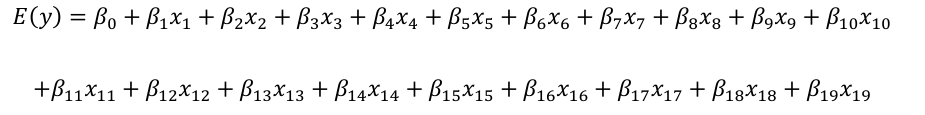 E(y) = β₀ + β₁x₁ + β₂x₂ + β₃x₃ + β₄x₄ + β₅x₅ + β₆x₆ + β₇x₇ + β₈x₈ + β₉x₉ + β₁₀x₁₀
+β₁₁x₁₁ + β₁₂x₁₂ + β₁₃x₁₃ + β₁₄x₁₄ + β₁₅x₁₅ + β₁₆x₁₆ + β₁₇x₁₇ + β₁₈x₁₈ + β₁₉x₁₉